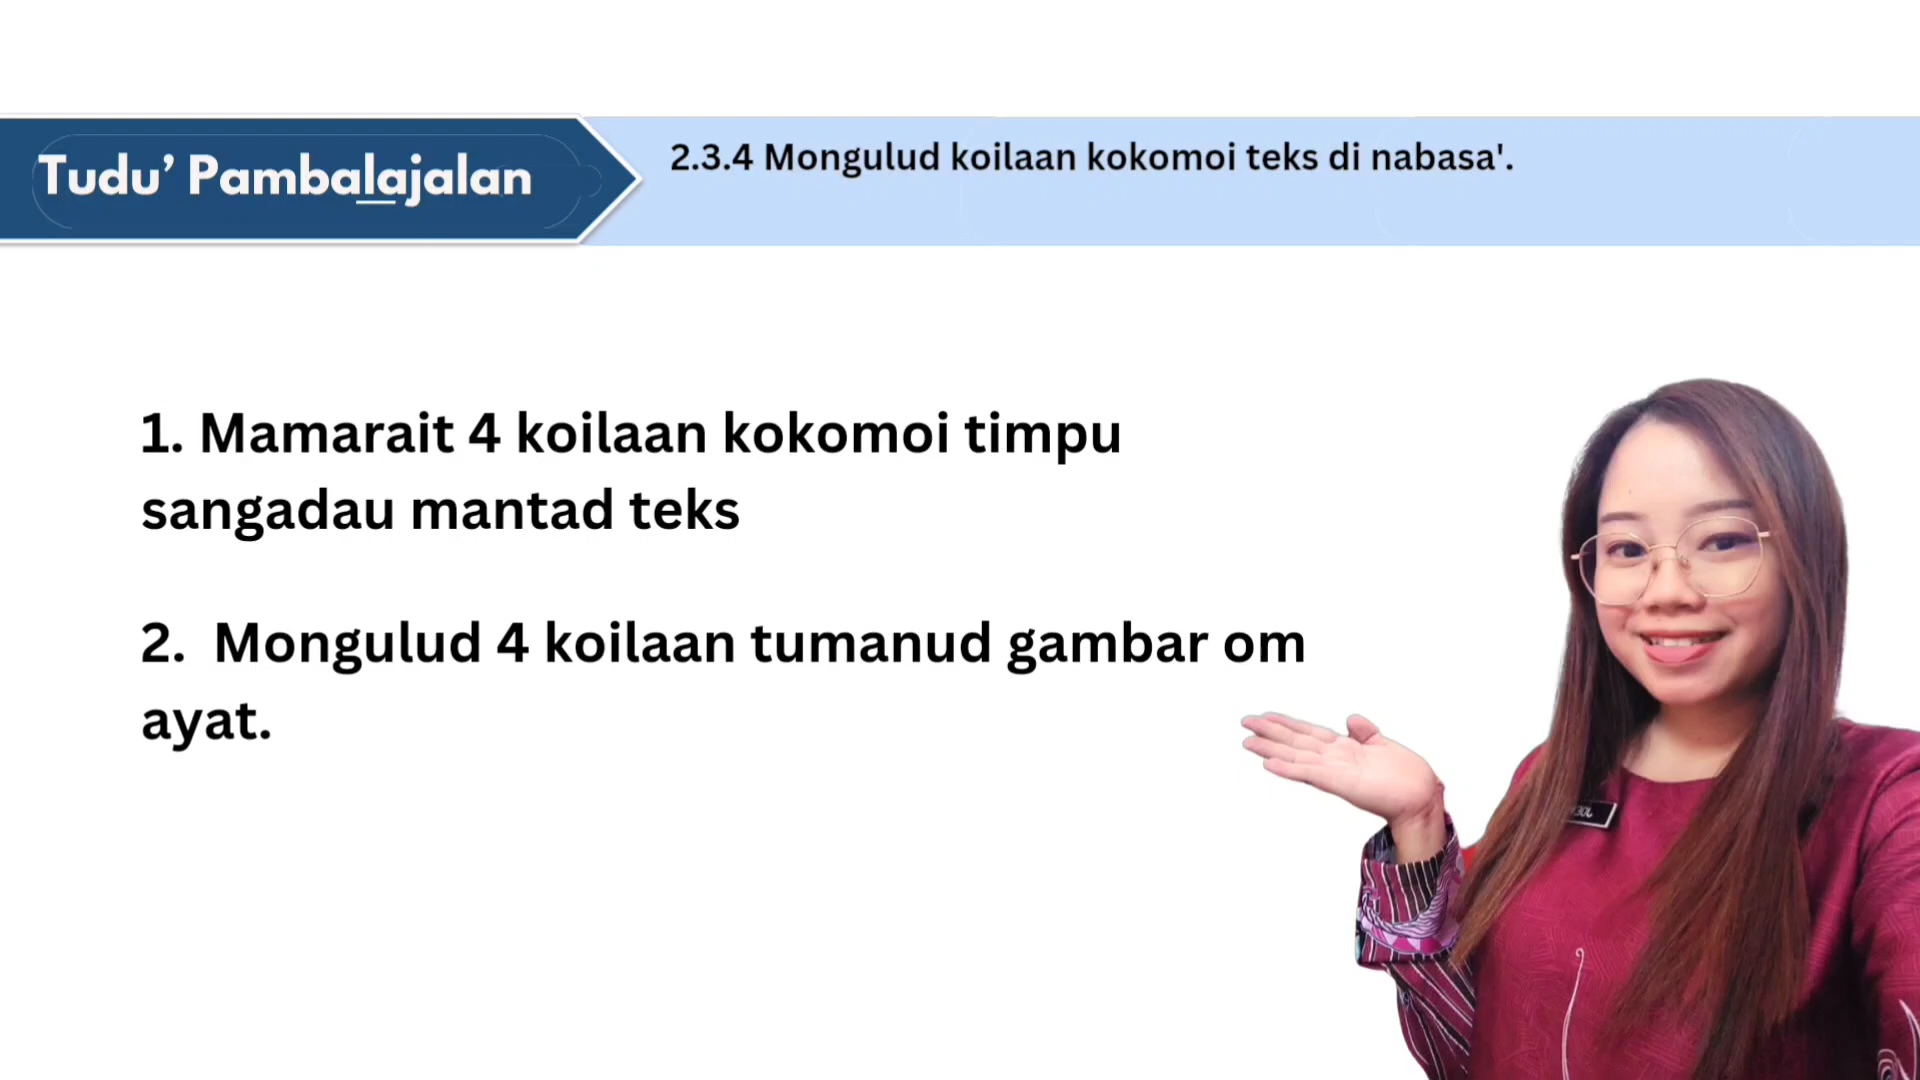 Tudu’ Pambalajalan
2.3.4 Mongulud koilaan kokomoi teks di nabasa'.
1. Mamarait 4 koilaan kokomoi timpu
sangadau mantad teks
2. Mongulud 4 koilaan tumanud gambar om
ayat.